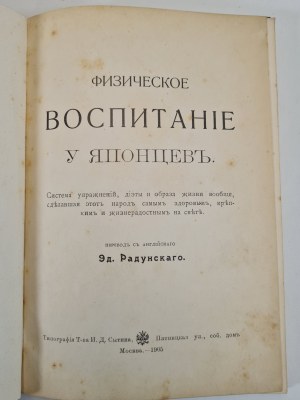 ФИЗИЧЕСКОЕ
ВОСПИТАНІЕ
У ЯПОНЦЕВЪ.
Система упражненій, діэты и образа жизни вообще,
сдѣлавшая этотъ народъ самымъ здоровымъ, крѣп-
кимъ и жизнерадостнымъ на свѣтѣ.
ПЕРЕВОДЪ СЪ АНГЛІЙСКАГО
Эд. Радунскаго.
Типографія Т-ва И. Д. Сытина, Пятницкая ул., соб. домъ
Москва.—1905